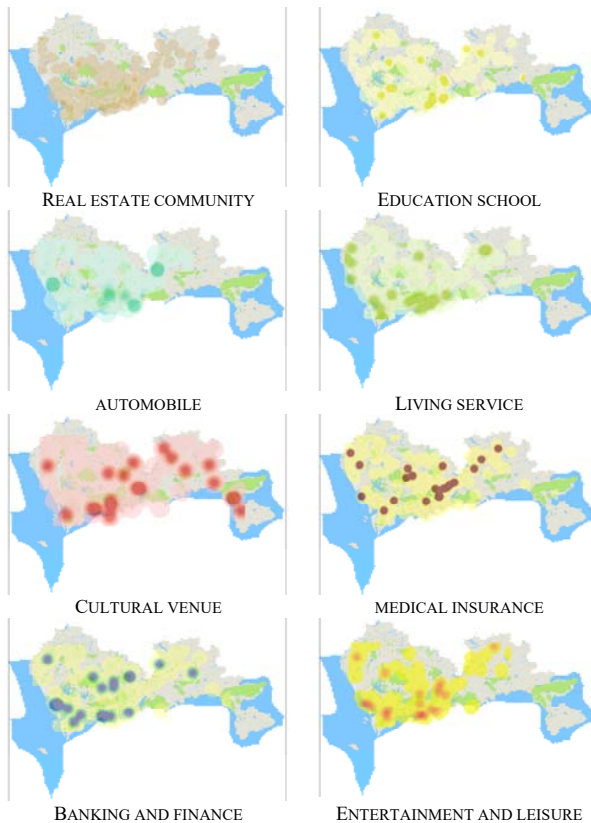 REAL ESTATE COMMUNITY
EDUCATION SCHOOL
AUTOMOBILE
LIVING SERVICE
CULTURAL VENUE
MEDICAL INSURANCE
BANKING AND FINANCE
ENTERTAINMENT AND LEISURE